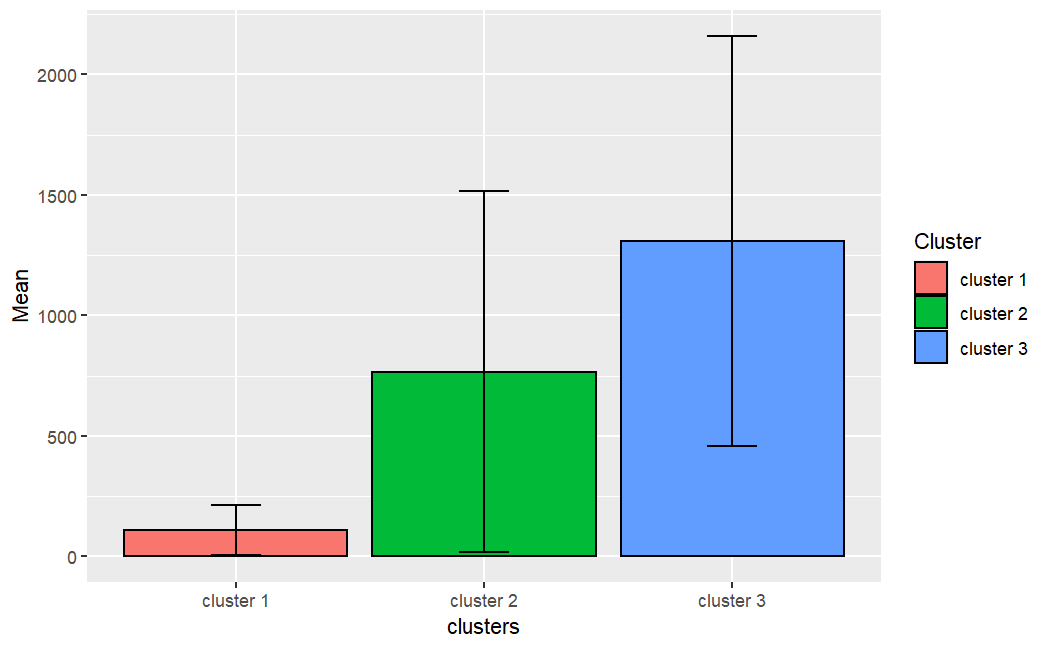 Mean
2000
1500
1000
500
0
cluster 1
cluster 2
cluster 3
clusters
Cluster
cluster 1
cluster 2
cluster 3